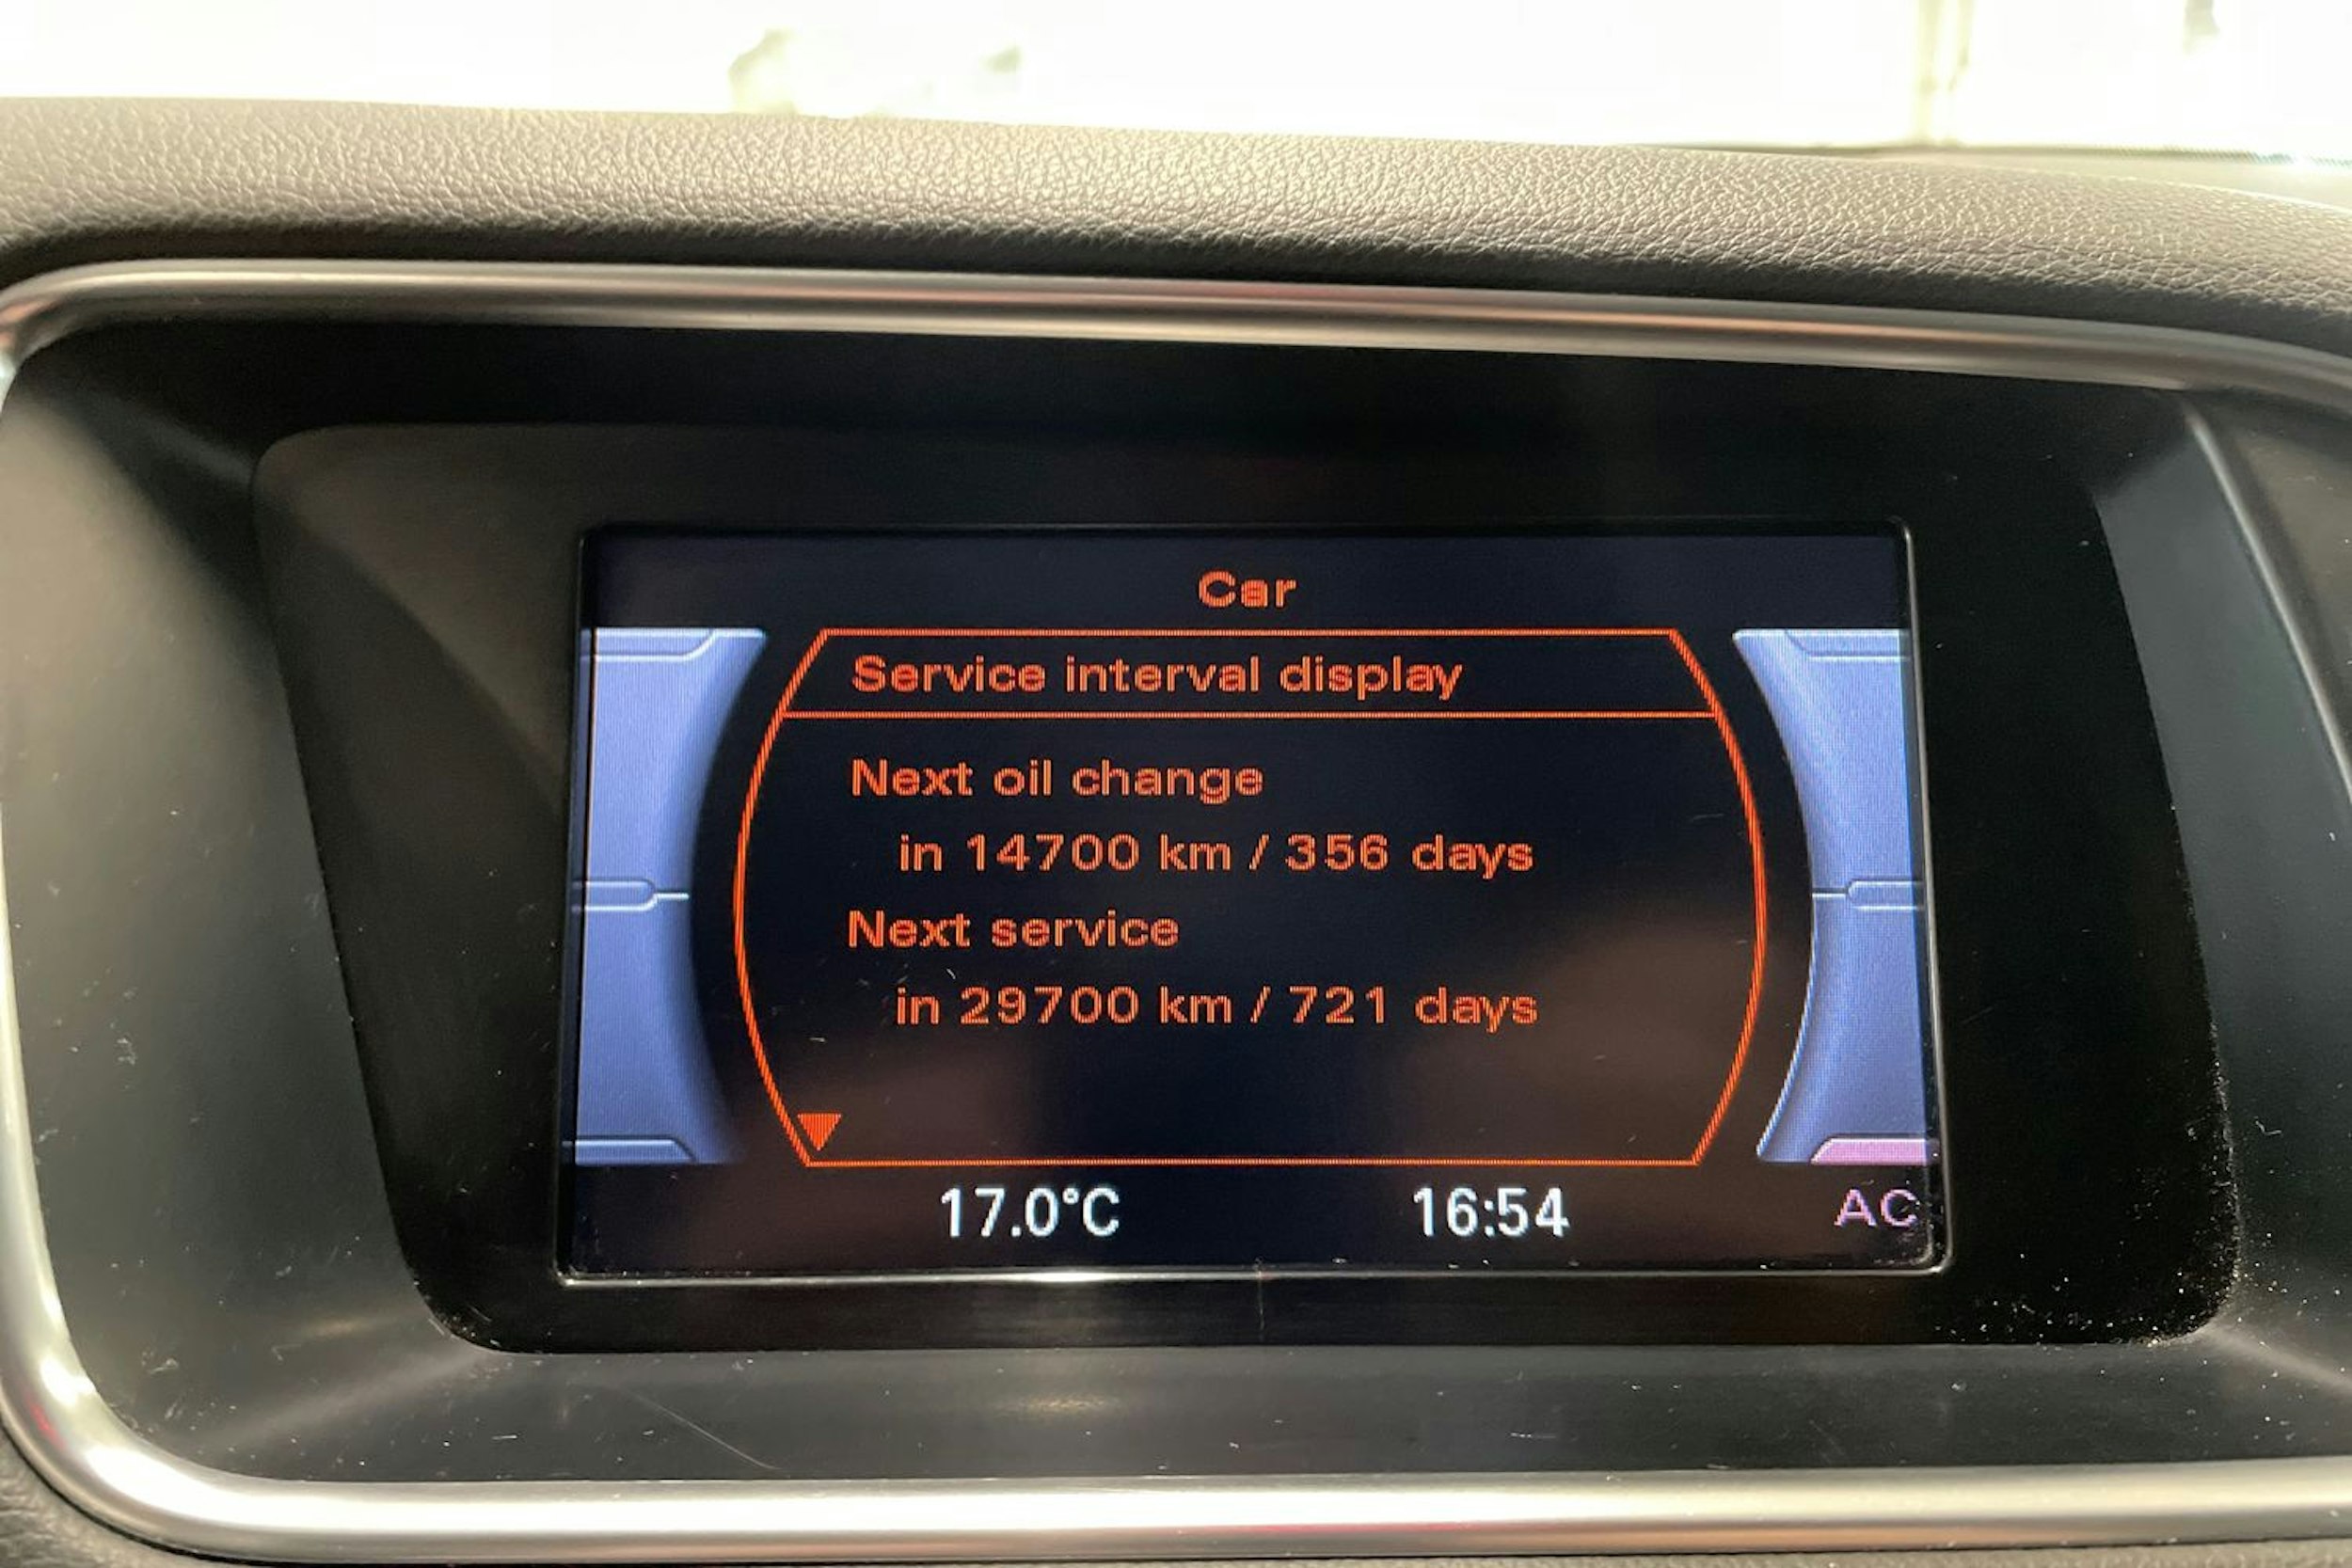 Car
Service interval display
Next oil change
in 14700 km / 356 days
Next service
in 29700 km / 721 days
17.0°C 16:54 AC